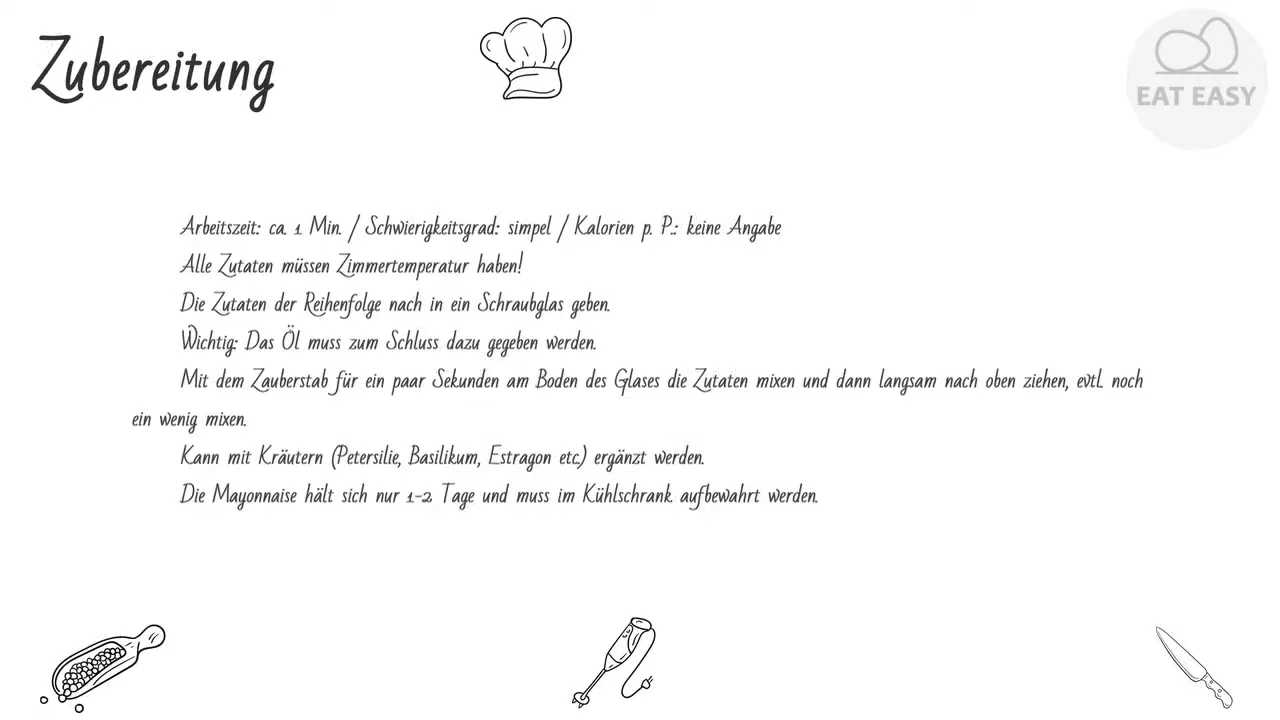 Zubereitung
EAT EASY
Arbeitszeit: ca. 1 Min. / Schwierigkeitsgrad: simpel / Kalorien p. P.: keine Angabe
Alle Zutaten müssen Zimmertemperatur haben!
Die Zutaten der Reihenfolge nach in ein Schraubglas geben.
Wichtig: Das Öl muss zum Schluss dazu gegeben werden.
Mit dem Zauberstab für ein paar Sekunden am Boden des Glases die Zutaten mixen und dann langsam nach oben ziehen, evtl. noch
ein wenig mixen.
Kann mit Kräutern (Petersilie, Basilikum, Estragon etc.) ergänzt werden.
Die Mayonnaise hält sich nur 1-2 Tage und muss im Kühlschrank aufbewahrt werden.